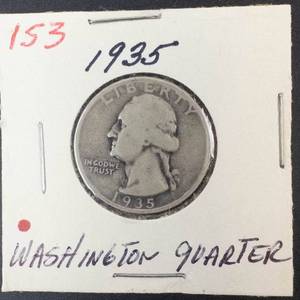 153
1935
LIBERTY
IN GOD WE
TRUST
1935
WASHINGTON QUARTER